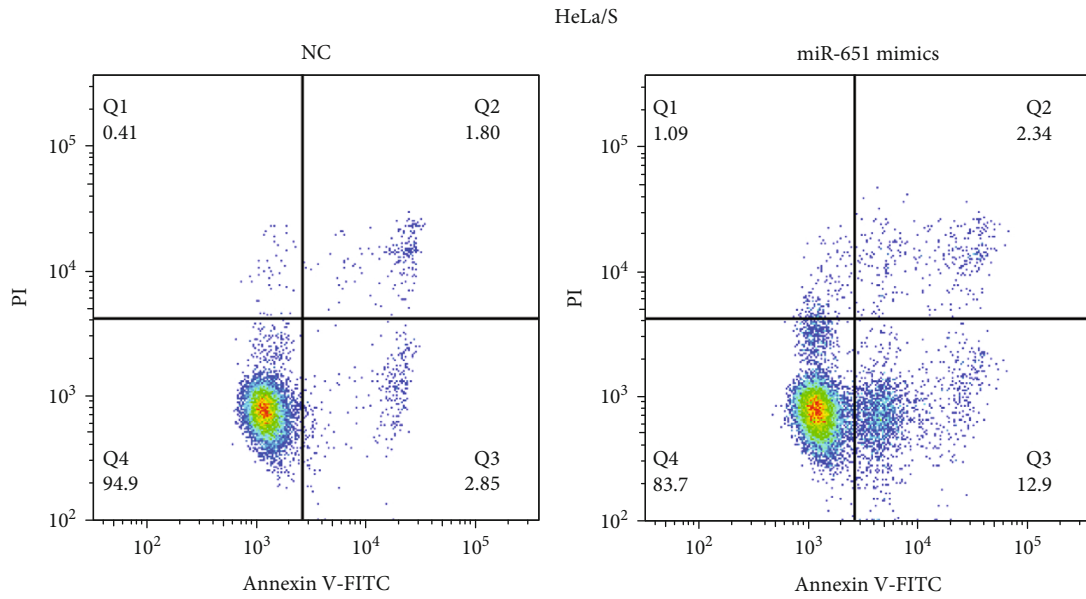 HeLa/S
NC
Q1
0.41
Q2
1.80
Q4
94.9
Q3
2.85
10^5
10^4
10^3
10^2
PI
10^2 10^3 10^4 10^5
Annexin V-FITC
miR-651 mimics
Q1
1.09
Q2
2.34
Q4
83.7
Q3
12.9
10^5
10^4
10^3
10^2
PI
10^2 10^3 10^4 10^5
Annexin V-FITC